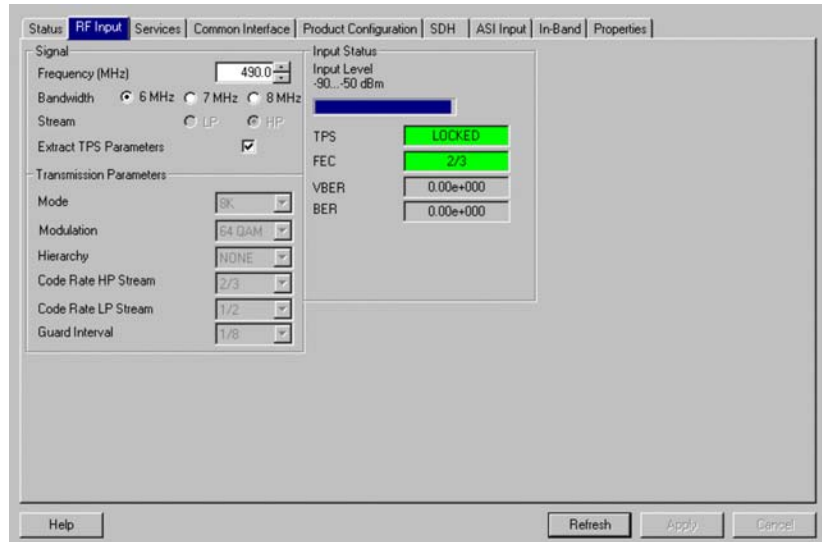 Status RF Input Services Common Interface Product Configuration SDH ASI Input In-Band Properties
Signal
Frequency (MHz) 490.0
Bandwidth 6 MHz 7 MHz 8 MHz
Stream LP HP
Extract TPS Parameters
Transmission Parameters
Mode 8K
Modulation 64 QAM
Hierarchy NONE
Code Rate HP Stream 2/3
Code Rate LP Stream 1/2
Guard Interval 1/8
Input Status
Input Level
-90...-50 dBm
TPS LOCKED
FEC 2/3
VBER 0.00e+000
BER 0.00e+000
Help Refresh Apply Cancel